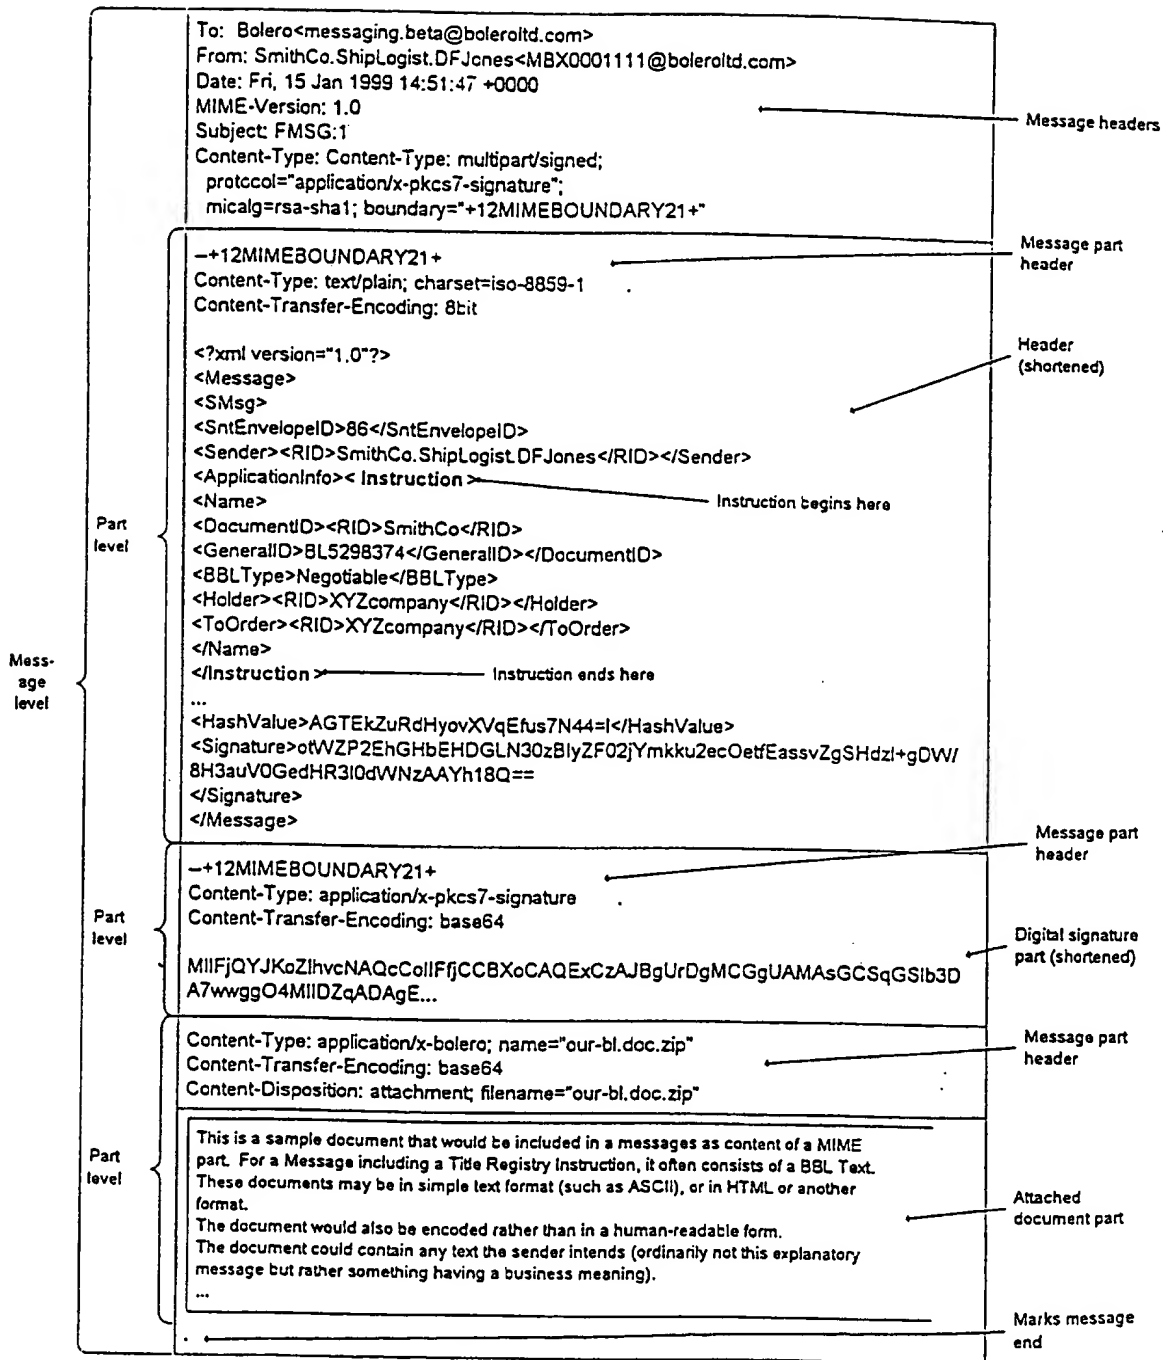 To: Bolero<messaging.beta@boleroltd.com>
From: SmithCo.ShipLogist.DFJones<MBX0001111@boleroltd.com>
Date: Fri, 15 Jan 1999 14:51:47 +0000
MIME-Version: 1.0
Subject: FMSG:1
Content-Type: Content-Type: multipart/signed;
protocol="application/x-pkcs7-signature";
micalg=rsa-sha1; boundary="+12MIMEBOUNDARY21+"
Message headers
–+12MIMEBOUNDARY21+
Content-Type: text/plain; charset=iso-8859-1
Content-Transfer-Encoding: 8bit
Message part
header
<?xml version="1.0"?>
<Message>
<SMsg>
<SntEnvelopeID>86</SntEnvelopeID>
<Sender><RID>SmithCo.ShipLogist.DFJones</RID></Sender>
<ApplicationInfo>< Instruction >
Header
(shortened)
Instruction begins here
<Name>
<DocumentID><RID>SmithCo</RID>
<GeneralID>BL5298374</GeneralID></DocumentID>
<BBLType>Negotiable</BBLType>
<Holder><RID>XYZcompany</RID></Holder>
<ToOrder><RID>XYZcompany</RID></ToOrder>
</Name>
</Instruction >
Instruction ends here
...
<HashValue>AGTEkZuRdHyovXVqEfus7N44=I</HashValue>
<Signature>otWZP2EhGHbEHDGLN30zBIyZF02jYmkku2ecOetfEassvZgSHdzI+gDW/
8H3auV0GedHR3I0dWNzAAYh18Q==
</Signature>
</Message>
Part
level
Mess-
age
level
–+12MIMEBOUNDARY21+
Content-Type: application/x-pkcs7-signature
Content-Transfer-Encoding: base64
Message part
header
MIIFjQYJKoZIhvcNAQcCoIIFfjCCBXoCAQExCzAJBgUrDgMCGgUAMAsGCSqGSIb3D
A7wwggO4MIIDZqADAgE...
Digital signature
part (shortened)
Part
level
Content-Type: application/x-bolero; name="our-bl.doc.zip"
Content-Transfer-Encoding: base64
Content-Disposition: attachment; filename="our-bl.doc.zip"
Message part
header
This is a sample document that would be included in a messages as content of a MIME
part. For a Message including a Title Registry Instruction, it often consists of a BBL Text.
These documents may be in simple text format (such as ASCII), or in HTML or another
format.
The document would also be encoded rather than in a human-readable form.
The document could contain any text the sender intends (ordinarily not this explanatory
message but rather something having a business meaning).
...
Part
level
Attached
document part
.
Marks message
end